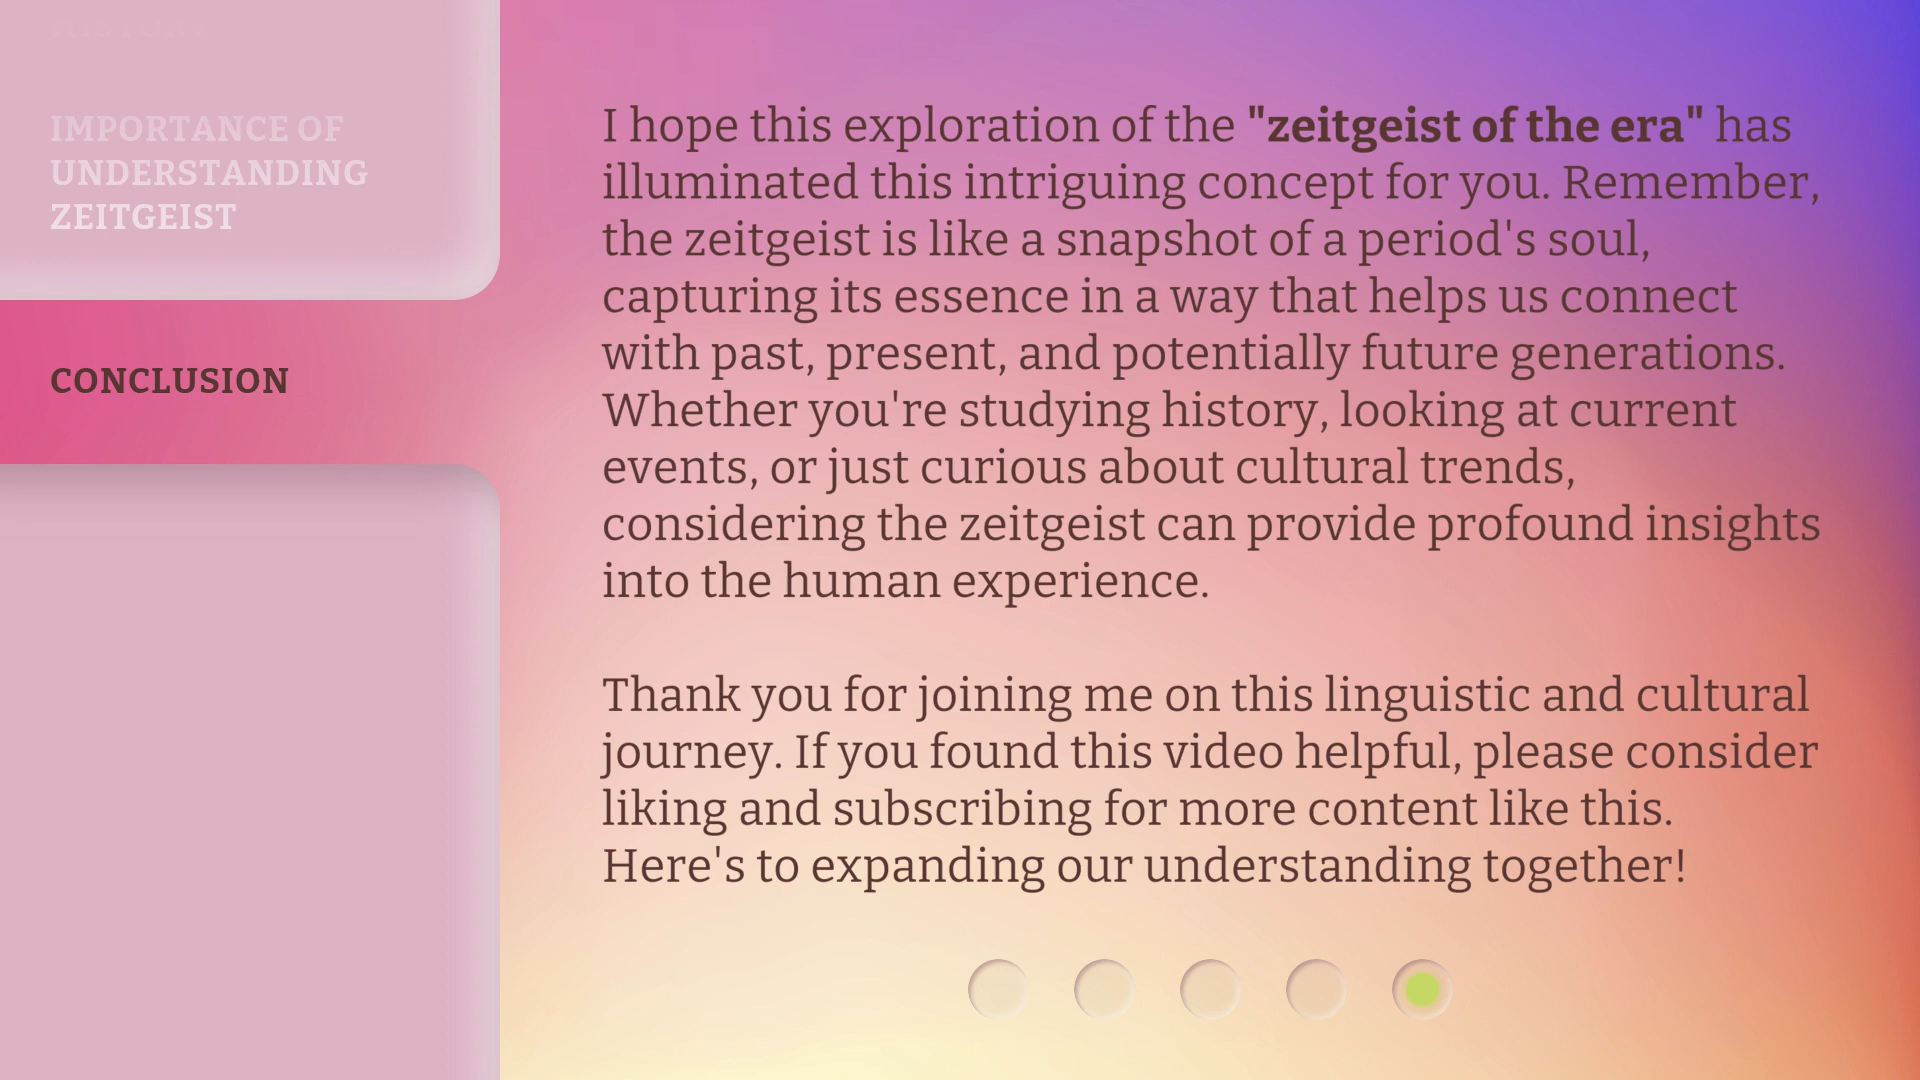 IMPORTANCE OF
UNDERSTANDING
ZEITGEIST
CONCLUSION
I hope this exploration of the "zeitgeist of the era" has
illuminated this intriguing concept for you. Remember,
the zeitgeist is like a snapshot of a period's soul,
capturing its essence in a way that helps us connect
with past, present, and potentially future generations.
Whether you're studying history, looking at current
events, or just curious about cultural trends,
considering the zeitgeist can provide profound insights
into the human experience.
Thank you for joining me on this linguistic and cultural
journey. If you found this video helpful, please consider
liking and subscribing for more content like this.
Here's to expanding our understanding together!